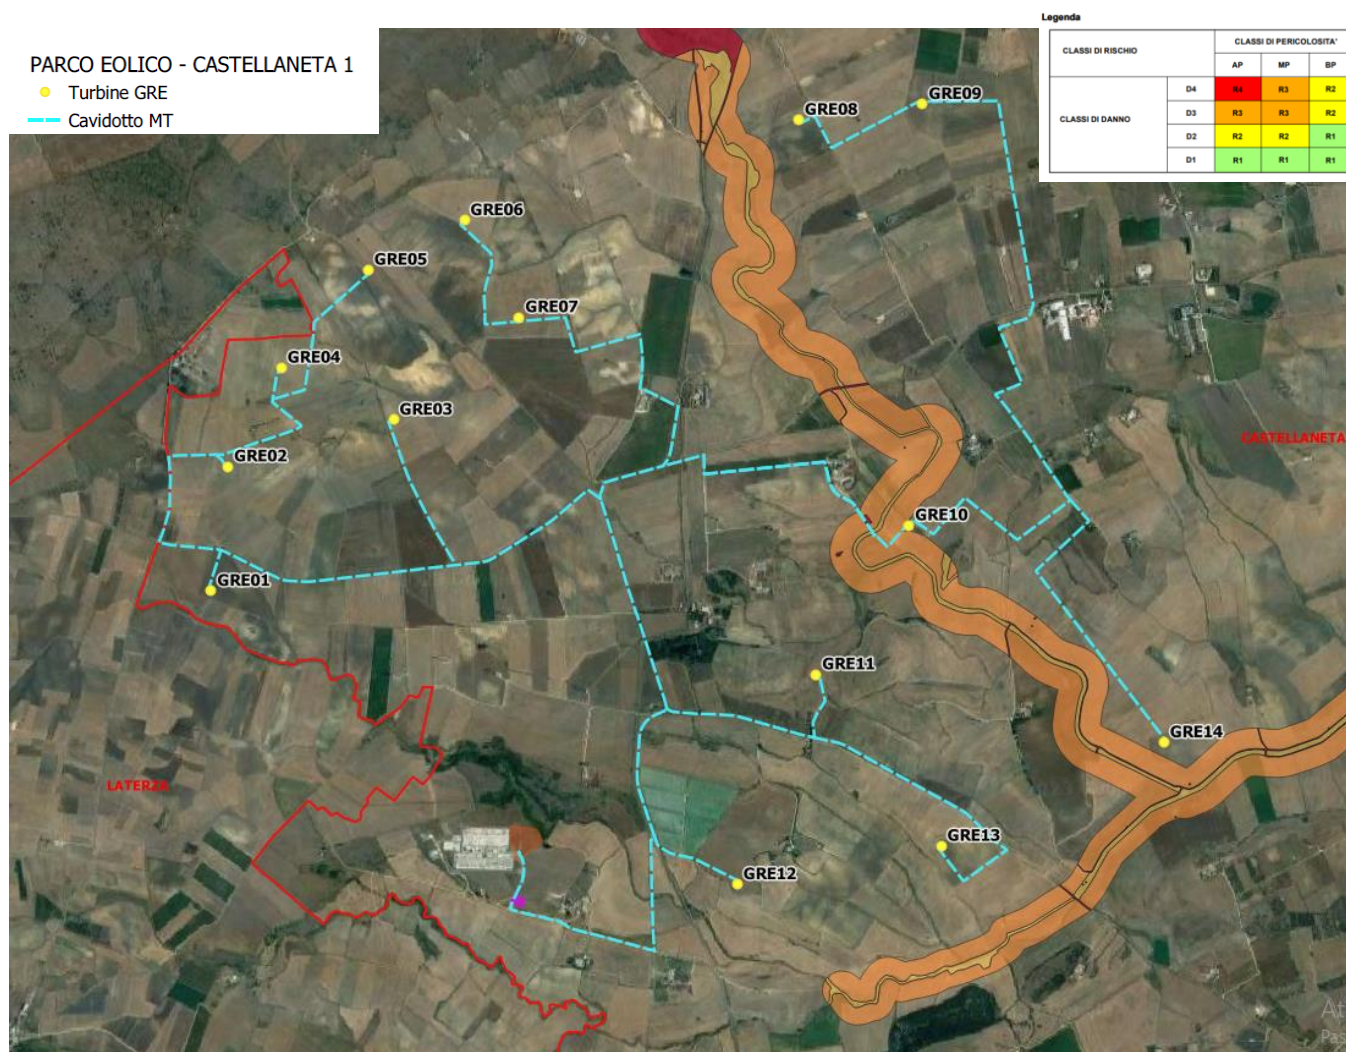 Legenda
CLASSI DI RISCHIO
CLASSI DI PERICOLOSITA'
AP MP BP
CLASSI DI DANNO
D4 R4 R3 R2
D3 R3 R3 R2
D2 R2 R2 R1
D1 R1 R1 R1
PARCO EOLICO - CASTELLANETA 1
Turbine GRE
Cavidotto MT
GRE09
GRE08
GRE06
GRE05
GRE07
GRE04
GRE03
CASTELLANETA
GRE02
GRE10
GRE01
GRE11
GRE14
LATERZA
GRE13
GRE12